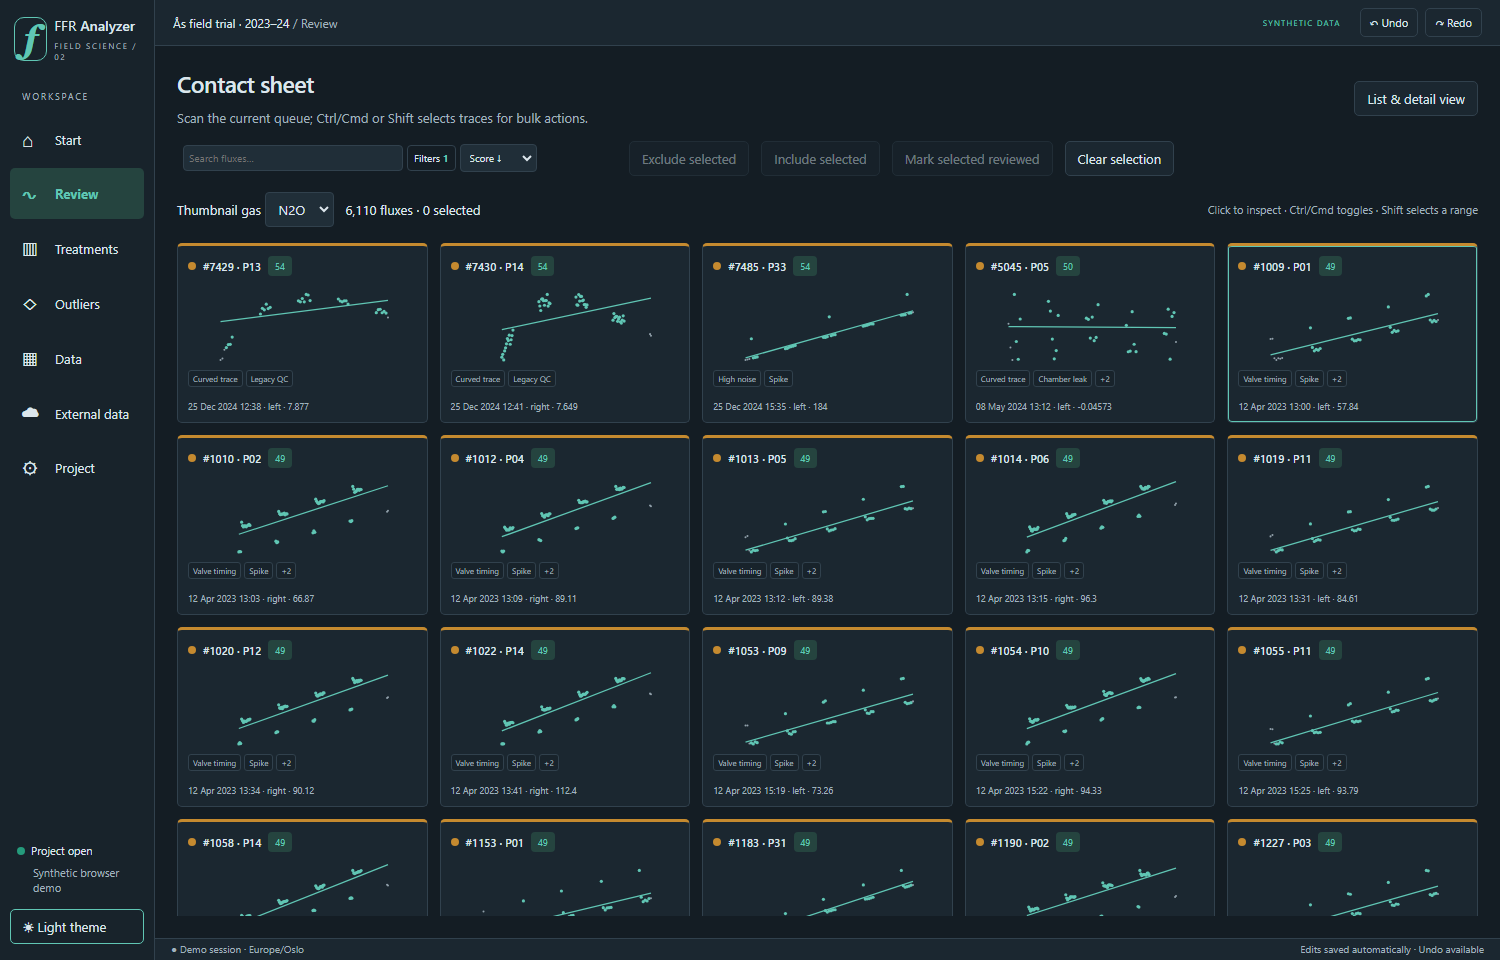 FFR Analyzer
FIELD SCIENCE /
02
WORKSPACE
Start
Review
Treatments
Outliers
Data
External data
Project
Project open
Synthetic browser
demo
☀ Light theme
Ås field trial · 2023–24 / Review
SYNTHETIC DATA
↶ Undo
↷ Redo
Contact sheet
Scan the current queue; Ctrl/Cmd or Shift selects traces for bulk actions.
List & detail view
Search fluxes...
Filters 1
Score ↓
Exclude selected
Include selected
Mark selected reviewed
Clear selection
Thumbnail gas
N2O
6,110 fluxes · 0 selected
Click to inspect · Ctrl/Cmd toggles · Shift selects a range
#7429 · P13 54
Curved trace Legacy QC
25 Dec 2024 12:38 · left · 7.877
#7430 · P14 54
Curved trace Legacy QC
25 Dec 2024 12:41 · right · 7.649
#7485 · P33 54
High noise Spike
25 Dec 2024 15:35 · left · 184
#5045 · P05 50
Curved trace Chamber leak +2
08 May 2024 13:12 · left · -0.04573
#1009 · P01 49
Valve timing Spike +2
12 Apr 2023 13:00 · left · 57.84
#1010 · P02 49
Valve timing Spike +2
12 Apr 2023 13:03 · right · 66.87
#1012 · P04 49
Valve timing Spike +2
12 Apr 2023 13:09 · right · 89.11
#1013 · P05 49
Valve timing Spike +2
12 Apr 2023 13:12 · left · 89.38
#1014 · P06 49
Valve timing Spike +2
12 Apr 2023 13:15 · right · 96.3
#1019 · P11 49
Valve timing Spike +2
12 Apr 2023 13:31 · left · 84.61
#1020 · P12 49
Valve timing Spike +2
12 Apr 2023 13:34 · right · 90.12
#1022 · P14 49
Valve timing Spike +2
12 Apr 2023 13:41 · right · 112.4
#1053 · P09 49
Valve timing Spike +2
12 Apr 2023 15:19 · left · 73.26
#1054 · P10 49
Valve timing Spike +2
12 Apr 2023 15:22 · right · 94.33
#1055 · P11 49
Valve timing Spike +2
12 Apr 2023 15:25 · left · 93.79
#1058 · P14 49
#1153 · P01 49
#1183 · P31 49
#1190 · P02 49
#1227 · P03 49
Demo session · Europe/Oslo
Edits saved automatically · Undo available